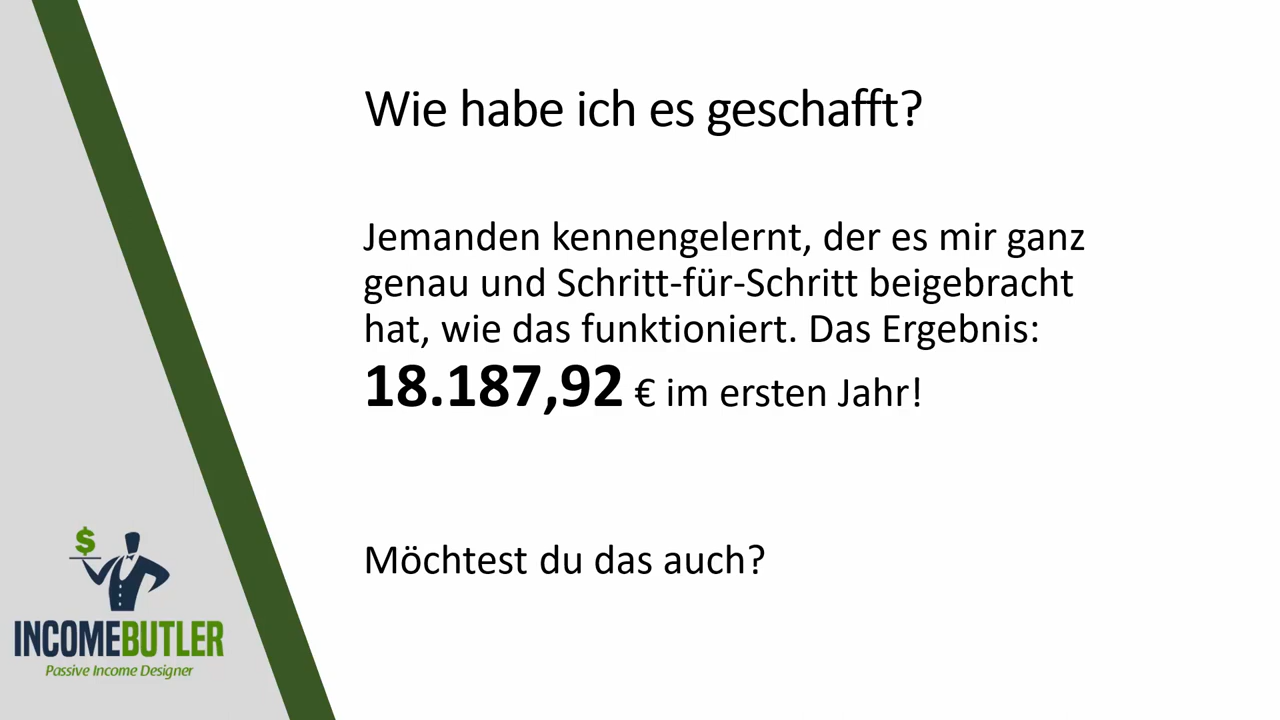 Wie habe ich es geschafft?
Jemanden kennengelernt, der es mir ganz
genau und Schritt-für-Schritt beigebracht
hat, wie das funktioniert. Das Ergebnis:
18.187,92 € im ersten Jahr!
Möchtest du das auch?
$
INCOMEBUTLER
Passive Income Designer